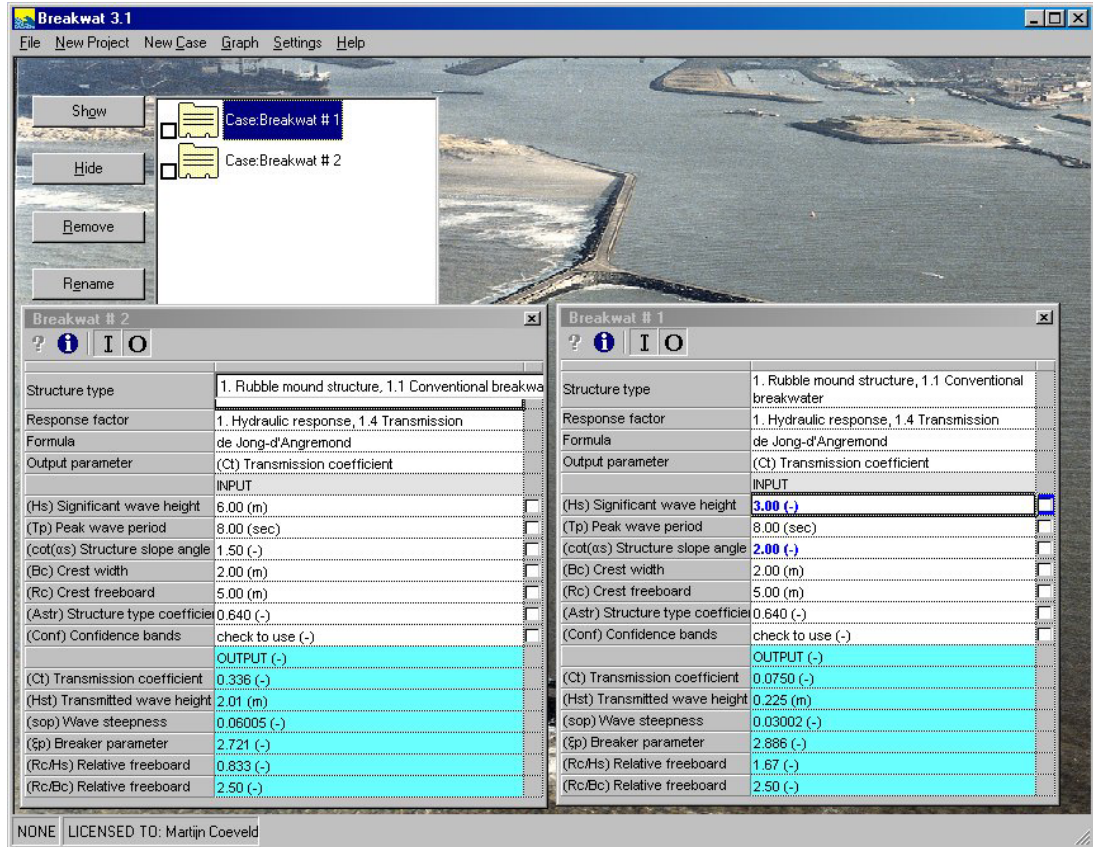 Breakwat 3.1
File New Project New Case Graph Settings Help
Show
Hide
Remove
Rename
Case:Breakwat # 1
Case:Breakwat # 2
Breakwat # 2
? i I O
Structure type 1. Rubble mound structure, 1.1 Conventional breakwa
Response factor 1. Hydraulic response, 1.4 Transmission
Formula de Jong-d'Angremond
Output parameter (Ct) Transmission coefficient
INPUT
(Hs) Significant wave height 6.00 (m)
(Tp) Peak wave period 8.00 (sec)
(cot(αs) Structure slope angle 1.50 (-)
(Bc) Crest width 2.00 (m)
(Rc) Crest freeboard 5.00 (m)
(Astr) Structure type coefficie 0.640 (-)
(Conf) Confidence bands check to use (-)
OUTPUT (-)
(Ct) Transmission coefficient 0.336 (-)
(Hst) Transmitted wave height 2.01 (m)
(sop) Wave steepness 0.06005 (-)
(ξp) Breaker parameter 2.721 (-)
(Rc/Hs) Relative freeboard 0.833 (-)
(Rc/Bc) Relative freeboard 2.50 (-)
Breakwat # 1
? i I O
Structure type 1. Rubble mound structure, 1.1 Conventional
breakwater
Response factor 1. Hydraulic response, 1.4 Transmission
Formula de Jong-d'Angremond
Output parameter (Ct) Transmission coefficient
INPUT
(Hs) Significant wave height 3.00 (-)
(Tp) Peak wave period 8.00 (sec)
(cot(αs) Structure slope angle 2.00 (-)
(Bc) Crest width 2.00 (m)
(Rc) Crest freeboard 5.00 (m)
(Astr) Structure type coefficie 0.640 (-)
(Conf) Confidence bands check to use (-)
OUTPUT (-)
(Ct) Transmission coefficient 0.0750 (-)
(Hst) Transmitted wave height 0.225 (m)
(sop) Wave steepness 0.03002 (-)
(ξp) Breaker parameter 2.886 (-)
(Rc/Hs) Relative freeboard 1.67 (-)
(Rc/Bc) Relative freeboard 2.50 (-)
NONE LICENSED TO: Martijn Coeveld